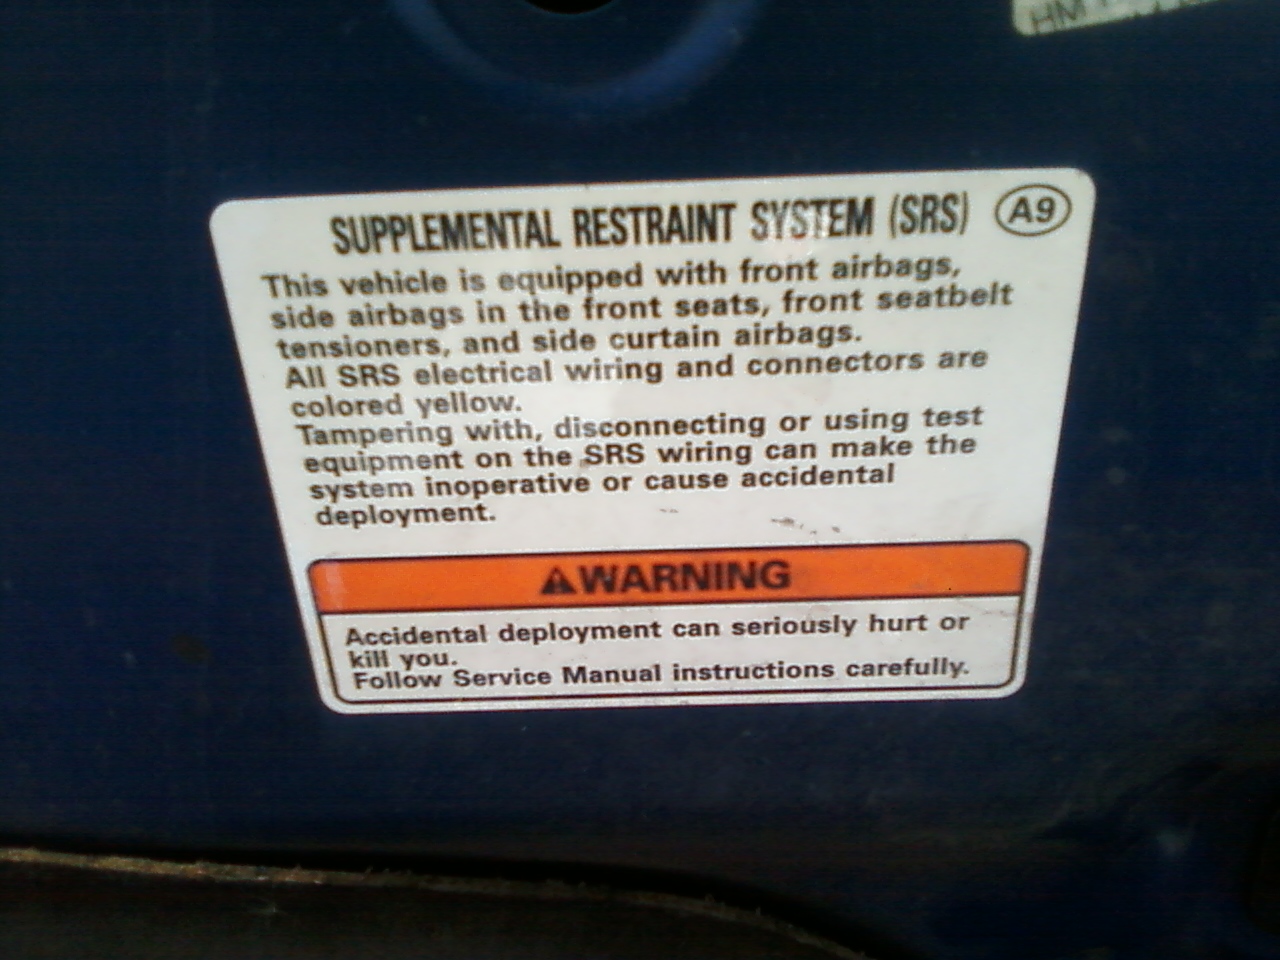 HM
SUPPLEMENTAL RESTRAINT SYSTEM (SRS) A9
This vehicle is equipped with front airbags,
side airbags in the front seats, front seatbelt
tensioners, and side curtain airbags.
All SRS electrical wiring and connectors are
colored yellow.
Tampering with, disconnecting or using test
equipment on the SRS wiring can make the
system inoperative or cause accidental
deployment.
WARNING
Accidental deployment can seriously hurt or
kill you.
Follow Service Manual instructions carefully.